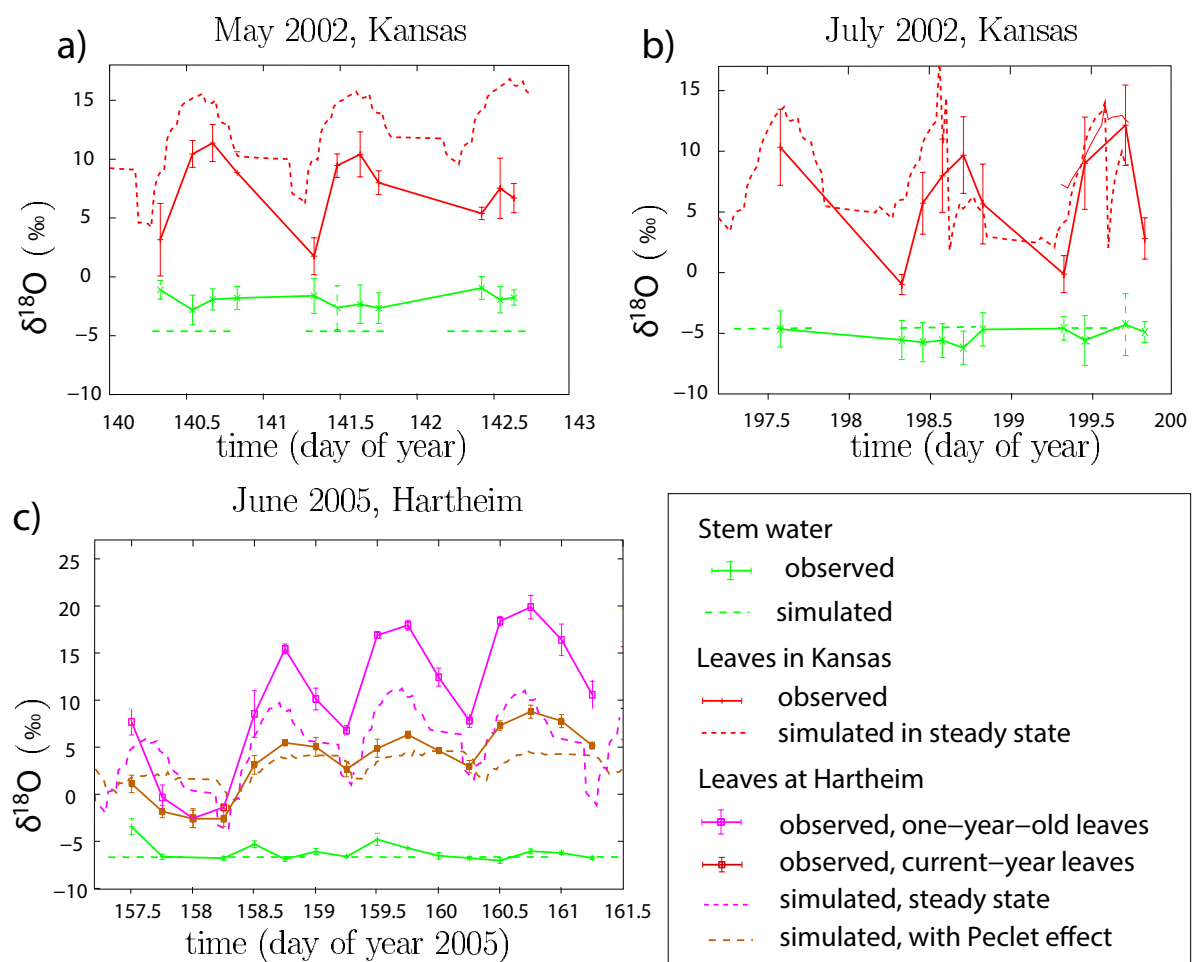 a)
May 2002, Kansas
15
10
5
0
−5
−10
δ18O (‰)
140 140.5 141 141.5 142 142.5 143
time (day of year)
b)
July 2002, Kansas
15
10
5
0
−5
−10
δ18O (‰)
197.5 198 198.5 199 199.5 200
time (day of year)
c)
June 2005, Hartheim
25
20
15
10
5
0
−5
−10
δ18O (‰)
157.5 158 158.5 159 159.5 160 160.5 161 161.5
time (day of year 2005)
Stem water
observed
simulated
Leaves in Kansas
observed
simulated in steady state
Leaves at Hartheim
observed, one−year−old leaves
observed, current−year leaves
simulated, steady state
simulated, with Peclet effect